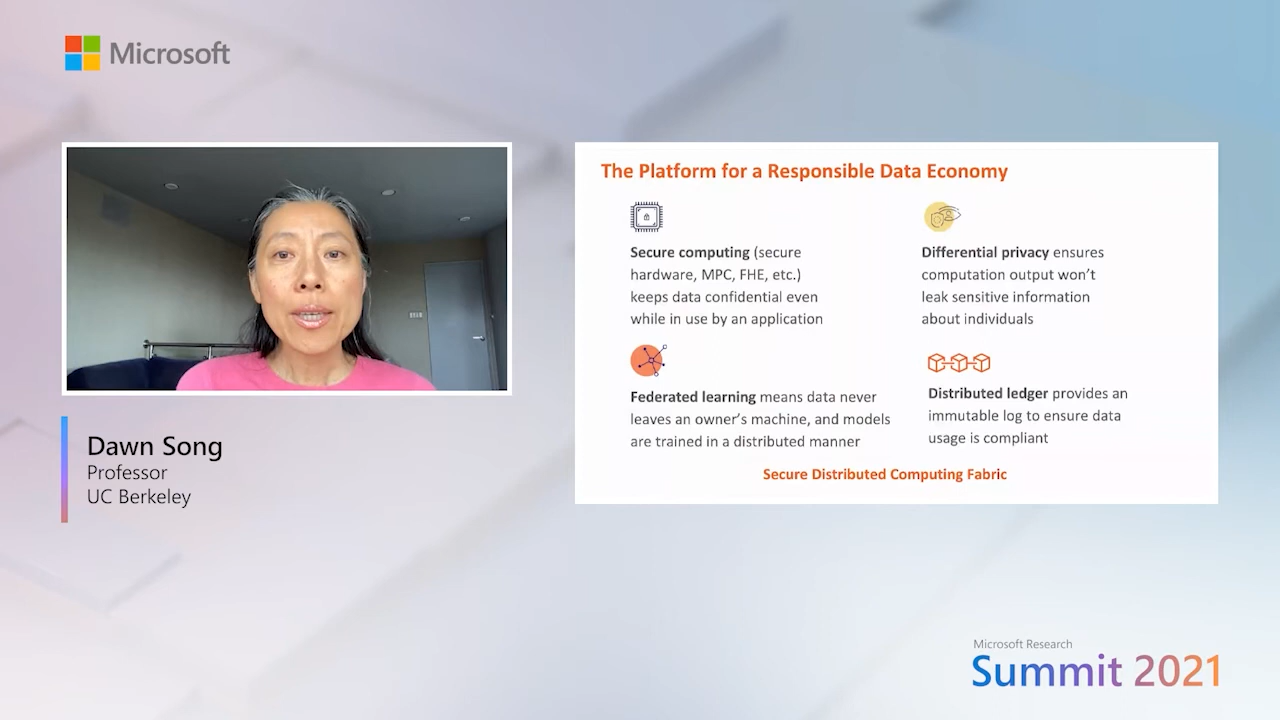 Microsoft
The Platform for a Responsible Data Economy
Secure computing (secure
hardware, MPC, FHE, etc.)
keeps data confidential even
while in use by an application
Differential privacy ensures
computation output won't
leak sensitive information
about individuals
Federated learning means data never
leaves an owner's machine, and models
are trained in a distributed manner
Distributed ledger provides an
immutable log to ensure data
usage is compliant
Secure Distributed Computing Fabric
Dawn Song
Professor
UC Berkeley
Microsoft Research
Summit 2021